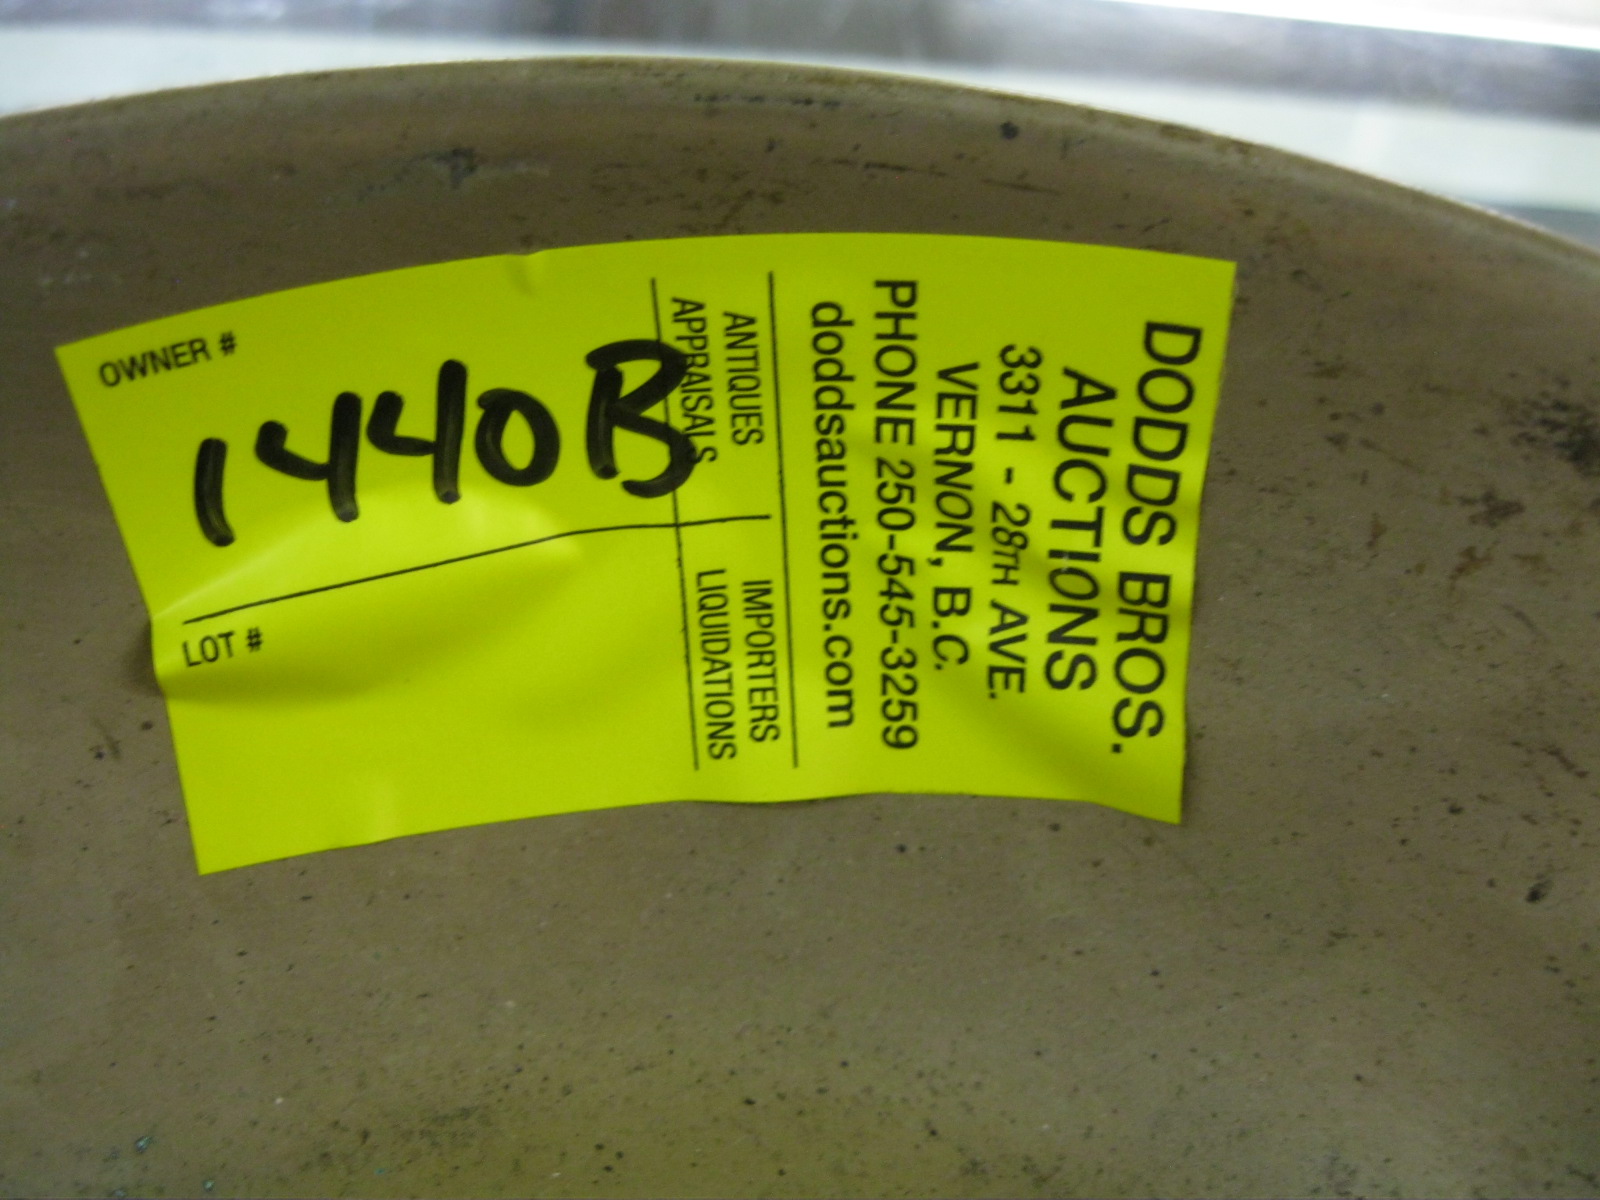 DODDS BROS.
AUCTIONS
3311 - 28TH AVE.
VERNON, B.C.
PHONE 250-545-3259
doddsauctions.com
ANTIQUES
APPRAISALS
IMPORTERS
LIQUIDATIONS
OWNER #
1440B
LOT #